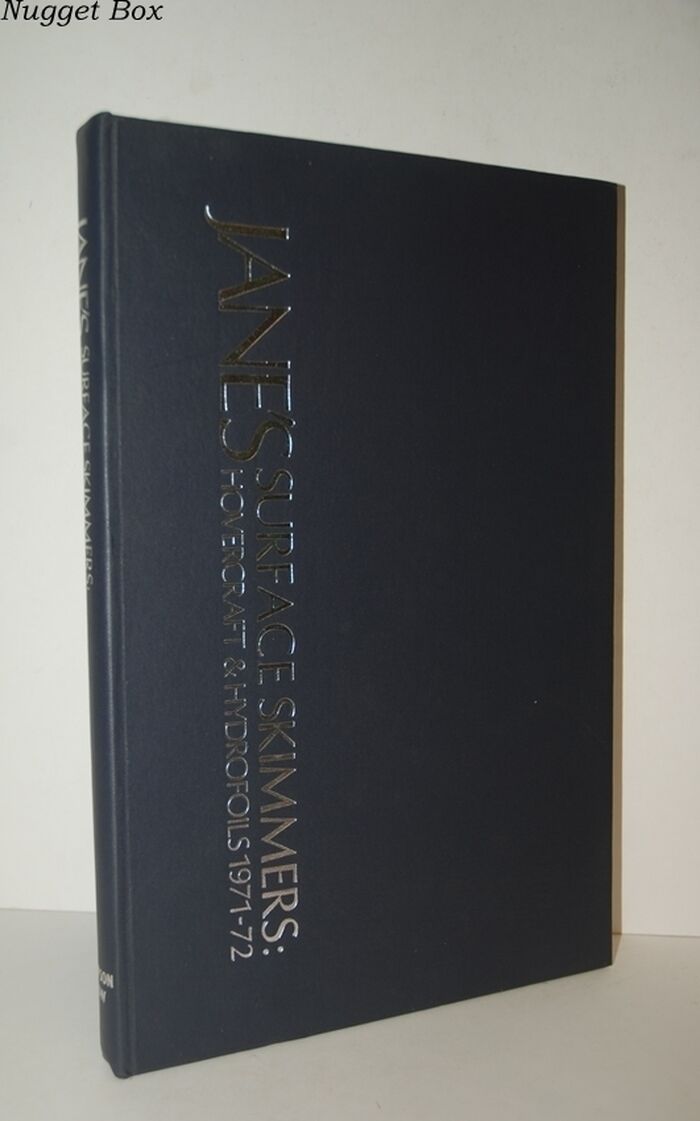 Nugget Box
JANE'S SURFACE SKIMMERS:
HOVERCRAFT & HYDROFOILS 1971-72
JANE'S SURFACE SKIMMERS: